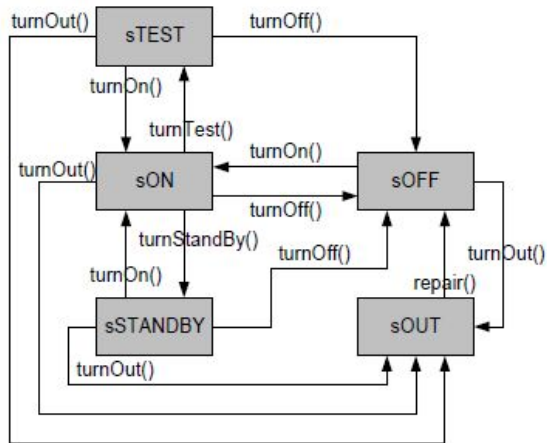 turnOut()
sTEST
turnOff()
turnOn()
turnTest()
turnOut()
sON
turnOn()
sOFF
turnOff()
turnStandBy()
turnOff()
turnOut()
turnOn()
repair()
sSTANDBY
sOUT
turnOut()